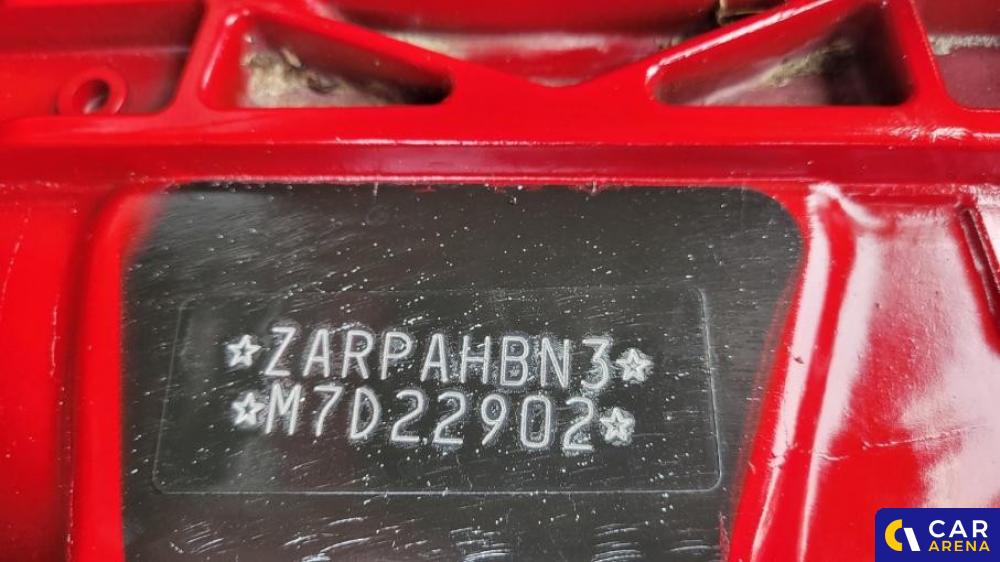 ☆ZARPAHBN3☆
☆M7D22902☆
CAR
ARENA